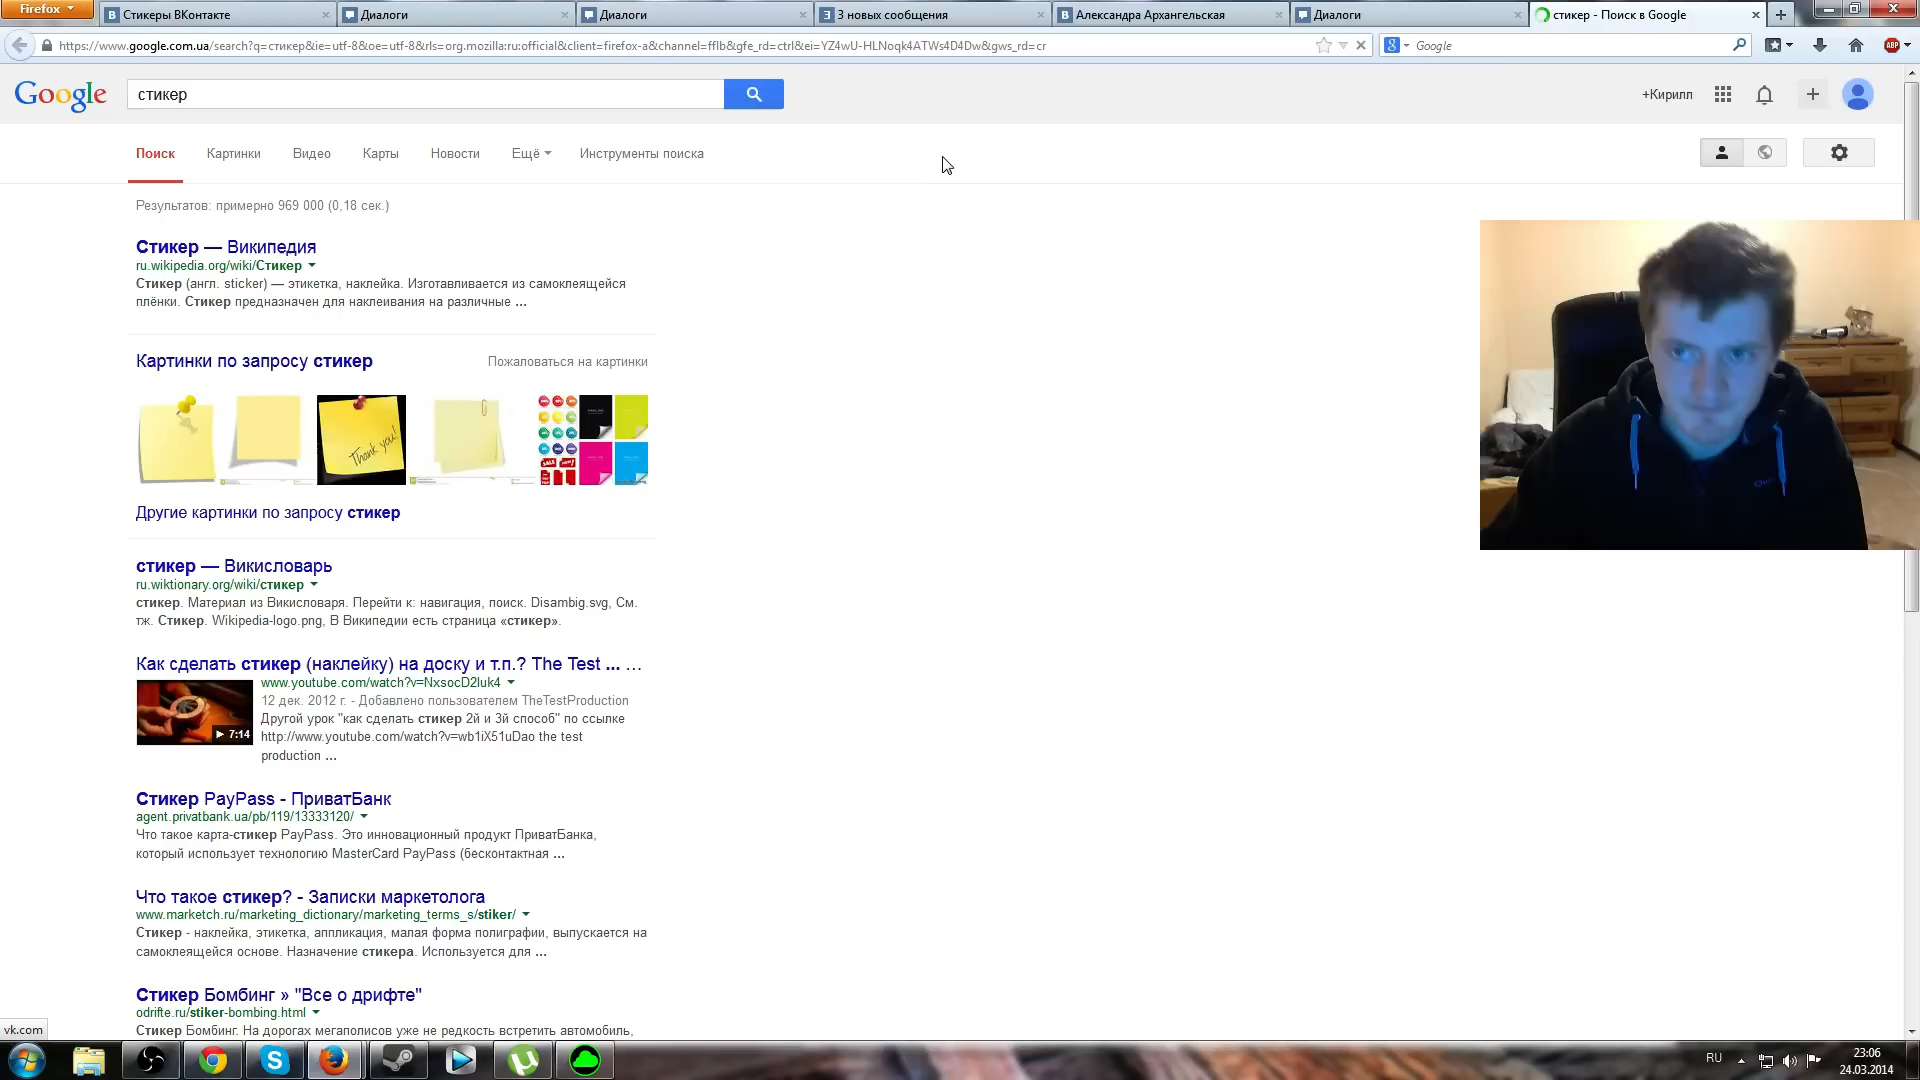 Firefox
Стикеры ВКонтакте
Диалоги
Диалоги
3 новых сообщения
Александра Архангельская
Диалоги
стикер - Поиск в Google
https://www.google.com.ua/search?q=стикер&ie=utf-8&oe=utf-8&rls=org.mozilla:ru:official&client=firefox-a&channel=fflb&gfe_rd=ctrl&ei=YZ4wU-HLNoqk4ATWs4D4Dw&gws_rd=cr
Google
Google
стикер
+Кирилл
Поиск
Картинки
Видео
Карты
Новости
Ещё
Инструменты поиска
Результатов: примерно 969 000 (0,18 сек.)
Стикер — Википедия
ru.wikipedia.org/wiki/Стикер
Стикер (англ. sticker) — этикетка, наклейка. Изготавливается из самоклеящейся
плёнки. Стикер предназначен для наклеивания на различные ...
Картинки по запросу стикер
Пожаловаться на картинки
Thank you!
Другие картинки по запросу стикер
стикер — Викисловарь
ru.wiktionary.org/wiki/стикер
стикер. Материал из Викисловаря. Перейти к: навигация, поиск. Disambig.svg, См.
тж. Стикер. Wikipedia-logo.png, В Википедии есть страница «стикер».
Как сделать стикер (наклейку) на доску и т.п.? The Test ... ...
www.youtube.com/watch?v=NxsocD2luk4
12 дек. 2012 г. - Добавлено пользователем TheTestProduction
Другой урок "как сделать стикер 2й и 3й способ" по ссылке
http://www.youtube.com/watch?v=wb1iX51uDao the test
production ...
7:14
Стикер PayPass - ПриватБанк
agent.privatbank.ua/pb/119/13333120/
Что такое карта-стикер PayPass. Это инновационный продукт ПриватБанка,
который использует технологию MasterCard PayPass (бесконтактная ...
Что такое стикер? - Записки маркетолога
www.marketch.ru/marketing_dictionary/marketing_terms_s/stiker/
Стикер - наклейка, этикетка, аппликация, малая форма полиграфии, выпускается на
самоклеящейся основе. Назначение стикера. Используется для ...
Стикер Бомбинг » "Все о дрифте"
odrifte.ru/stiker-bombing.html
Стикер Бомбинг. На дорогах мегаполисов уже не редкость встретить автомобиль,
vk.com
RU
23:06
24.03.2014